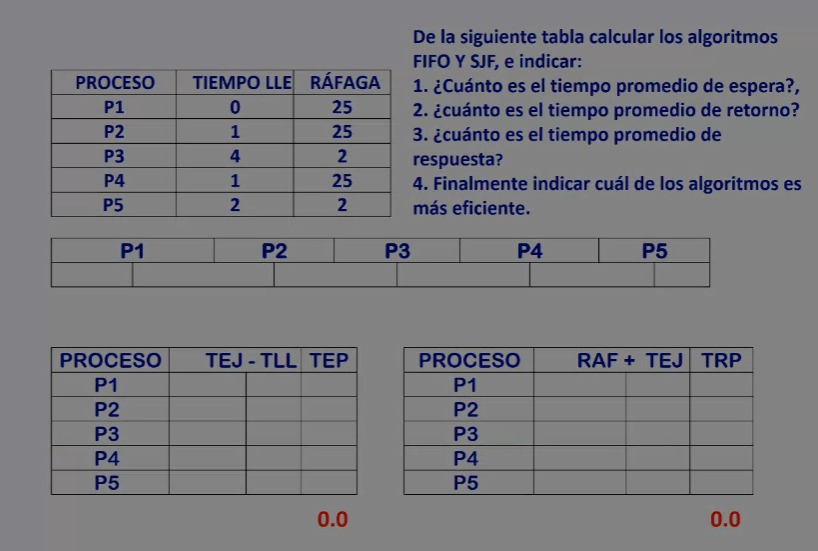 De la siguiente tabla calcular los algoritmos
FIFO Y SJF, e indicar:
1. ¿Cuánto es el tiempo promedio de espera?,
2. ¿cuánto es el tiempo promedio de retorno?
3. ¿cuánto es el tiempo promedio de
respuesta?
4. Finalmente indicar cuál de los algoritmos es
más eficiente.
PROCESO TIEMPO LLE RÁFAGA
P1 0 25
P2 1 25
P3 4 2
P4 1 25
P5 2 2
P1 P2 P3 P4 P5
PROCESO TEJ - TLL TEP
P1
P2
P3
P4
P5
0.0
PROCESO RAF + TEJ TRP
P1
P2
P3
P4
P5
0.0